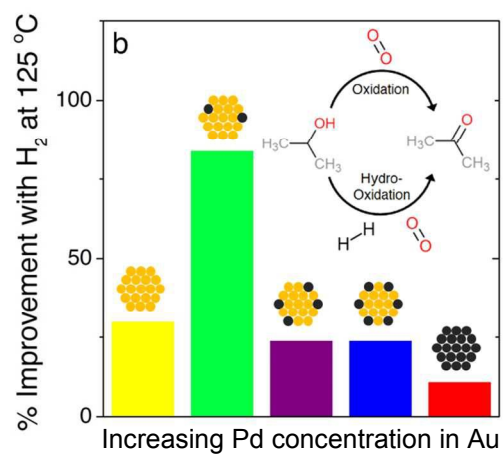 b
% Improvement with H₂ at 125 °C
100
50
0
O
O
Oxidation
OH
H₃C
CH₃
O
H₃C
CH₃
Hydro-
Oxidation
H
H
O
O
Increasing Pd concentration in Au